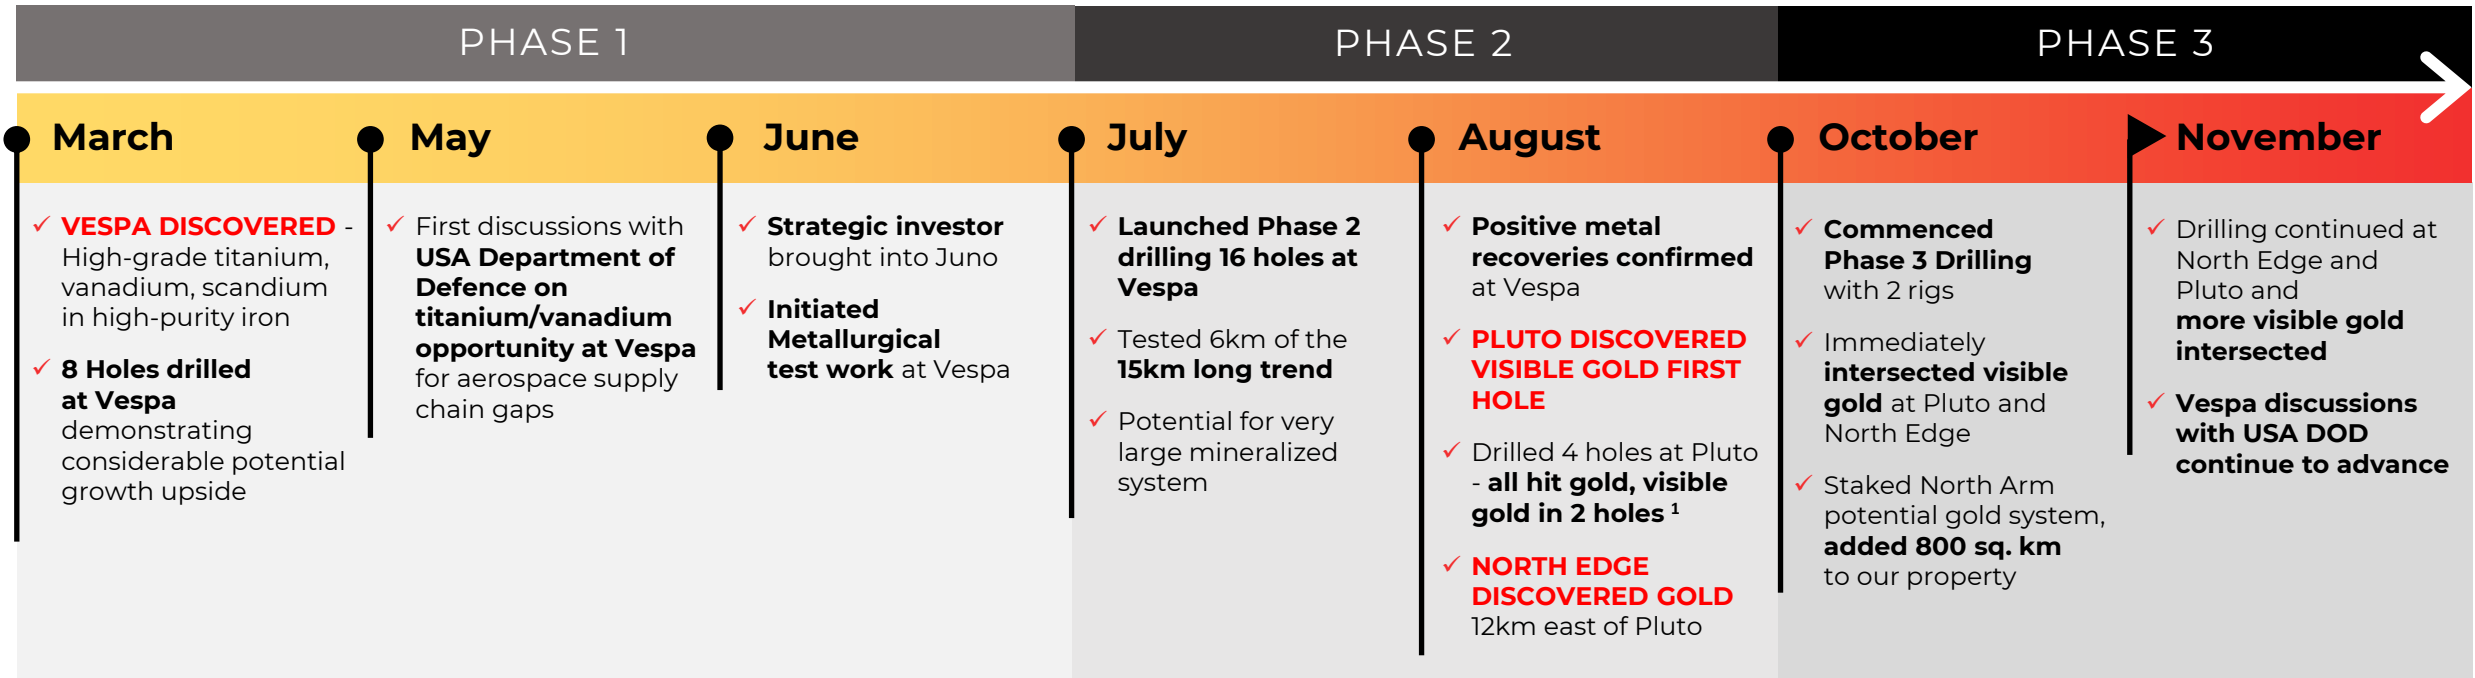 PHASE 1
PHASE 2
PHASE 3
March
✓ VESPA DISCOVERED -
High-grade titanium,
vanadium, scandium
in high-purity iron
✓ 8 Holes drilled
at Vespa
demonstrating
considerable potential
growth upside
May
✓ First discussions with
USA Department of
Defence on
titanium/vanadium
opportunity at Vespa
for aerospace supply
chain gaps
June
✓ Strategic investor
brought into Juno
✓ Initiated
Metallurgical
test work at Vespa
July
✓ Launched Phase 2
drilling 16 holes at
Vespa
✓ Tested 6km of the
15km long trend
✓ Potential for very
large mineralized
system
August
✓ Positive metal
recoveries confirmed
at Vespa
✓ PLUTO DISCOVERED
VISIBLE GOLD FIRST
HOLE
✓ Drilled 4 holes at Pluto
- all hit gold, visible
gold in 2 holes ¹
✓ NORTH EDGE
DISCOVERED GOLD
12km east of Pluto
October
✓ Commenced
Phase 3 Drilling
with 2 rigs
✓ Immediately
intersected visible
gold at Pluto and
North Edge
✓ Staked North Arm
potential gold system,
added 800 sq. km
to our property
November
✓ Drilling continued at
North Edge and
Pluto and
more visible gold
intersected
✓ Vespa discussions
with USA DOD
continue to advance